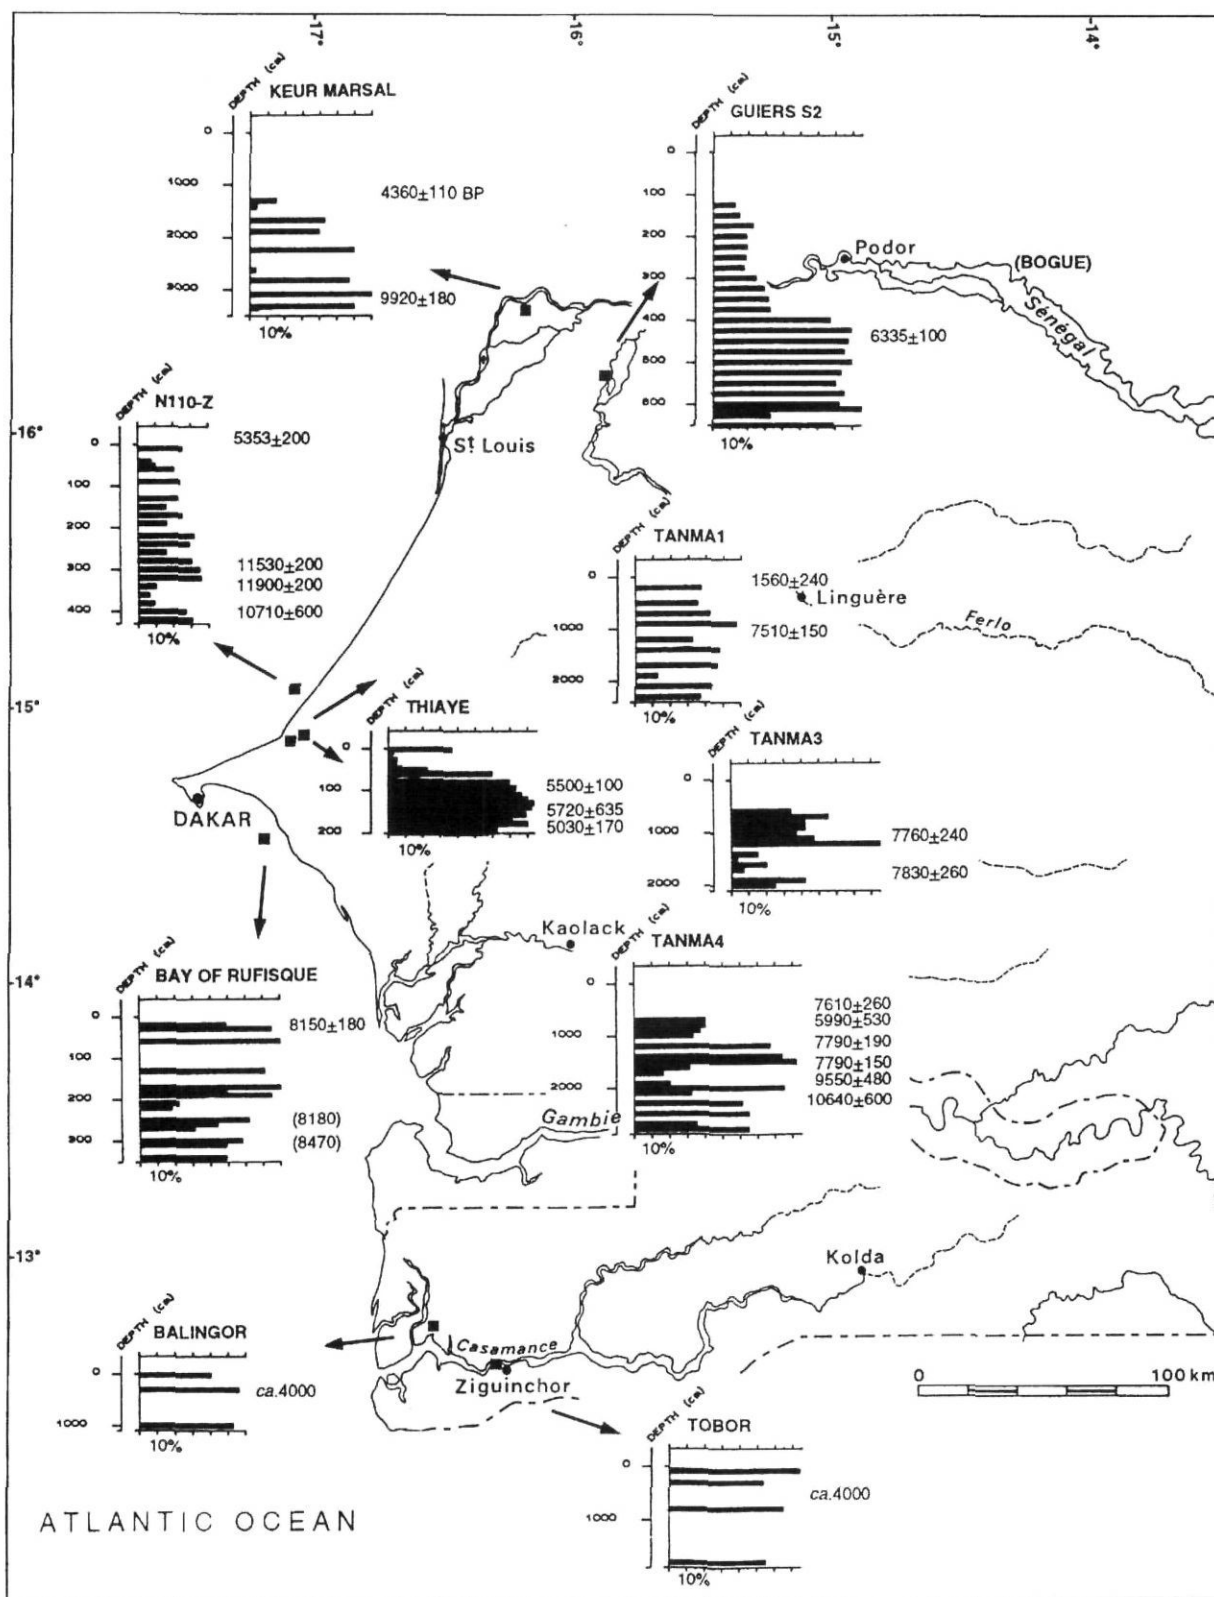 -17°
-16°
-15°
-14°
16°
15°
14°
13°
DEPTH (cm)
KEUR MARSAL
0
1000
2000
3000
4360±110 BP
9920±180
10%
DEPTH (cm)
GUIERS S2
0
100
200
300
400
500
600
6335±100
10%
Podor
(BOGUE)
Sénégal
DEPTH (cm)
N110-Z
0
100
200
300
400
5353±200
11530±200
11900±200
10710±600
10%
St Louis
DEPTH (cm)
TANMA1
0
1000
2000
1560±240
7510±150
10%
Linguère
Ferlo
DEPTH (cm)
THIAYE
0
100
200
5500±100
5720±635
5030±170
10%
DEPTH (cm)
TANMA3
0
1000
2000
7760±240
7830±260
10%
DAKAR
Kaolack
DEPTH (cm)
BAY OF RUFISQUE
0
100
200
300
8150±180
(8180)
(8470)
10%
DEPTH (cm)
TANMA4
0
1000
2000
7610±260
5990±530
7790±190
7790±150
9550±480
10640±600
10%
Gambie
Kolda
DEPTH (cm)
BALINGOR
0
1000
ca.4000
10%
Casamance
Ziguinchor
0 100 km
DEPTH (cm)
TOBOR
0
1000
ca.4000
10%
ATLANTIC OCEAN